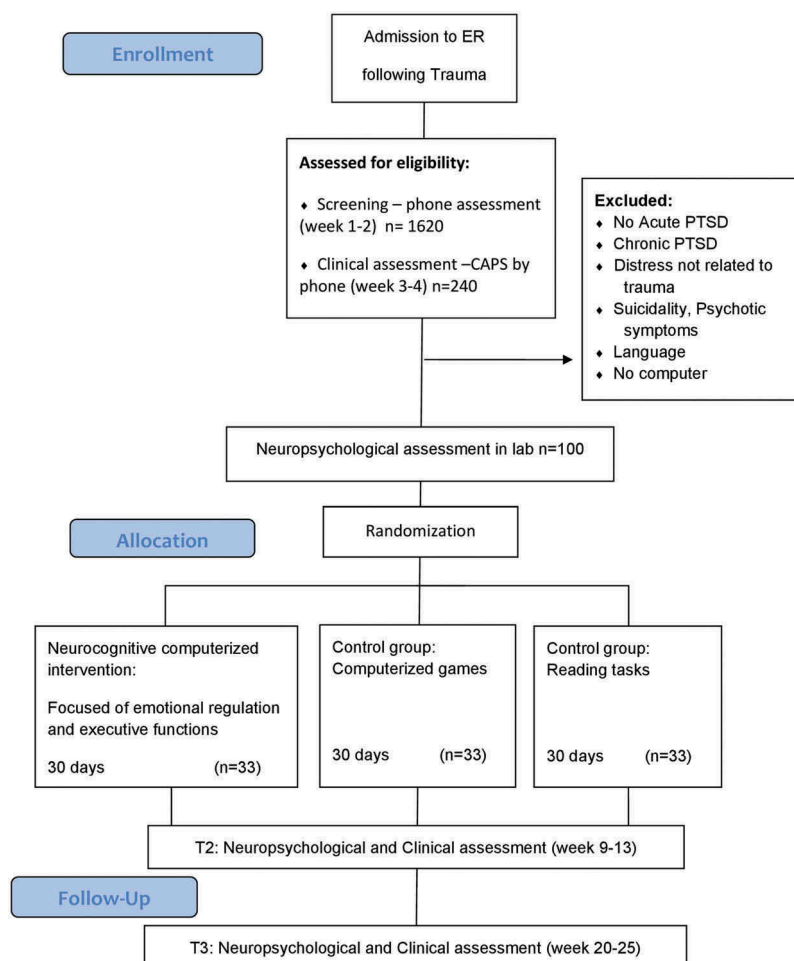 Enrollment
Admission to ER
following Trauma
Assessed for eligibility:
♦ Screening – phone assessment
(week 1-2) n= 1620
♦ Clinical assessment –CAPS by
phone (week 3-4) n=240
Excluded:
♦ No Acute PTSD
♦ Chronic PTSD
♦ Distress not related to
trauma
♦ Suicidality, Psychotic
symptoms
♦ Language
♦ No computer
Neuropsychological assessment in lab n=100
Allocation
Randomization
Neurocognitive computerized
intervention:
Focused of emotional regulation
and executive functions
30 days (n=33)
Control group:
Computerized games
30 days (n=33)
Control group:
Reading tasks
30 days (n=33)
T2: Neuropsychological and Clinical assessment (week 9-13)
Follow-Up
T3: Neuropsychological and Clinical assessment (week 20-25)